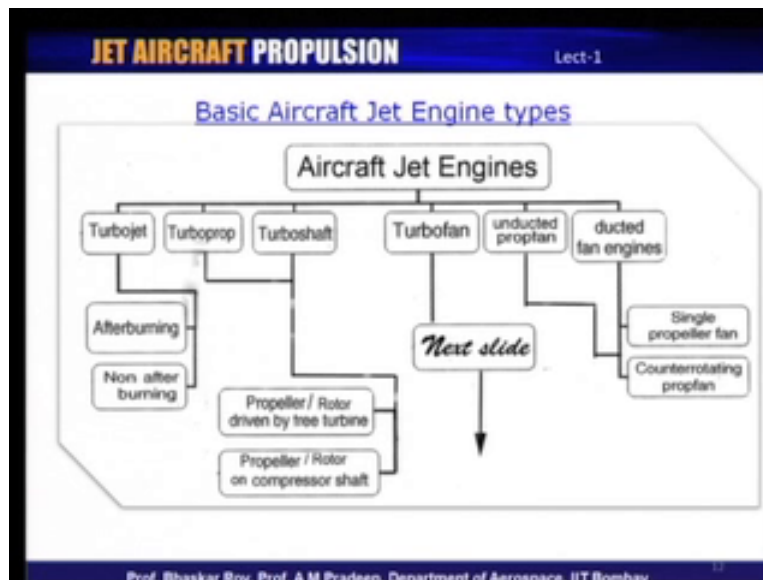 JET AIRCRAFT PROPULSION Lect-1
Basic Aircraft Jet Engine types
Aircraft Jet Engines
Turbojet Turboprop Turboshaft Turbofan unducted propfan ducted fan engines
Afterburning
Non after burning
Next slide
Single propeller fan
Counterrotating propfan
Propeller / Rotor
driven by free turbine
Propeller / Rotor
on compressor shaft
Prof. Bhaskar Roy, Prof. A M Pradeep, Department of Aerospace, IIT Bombay